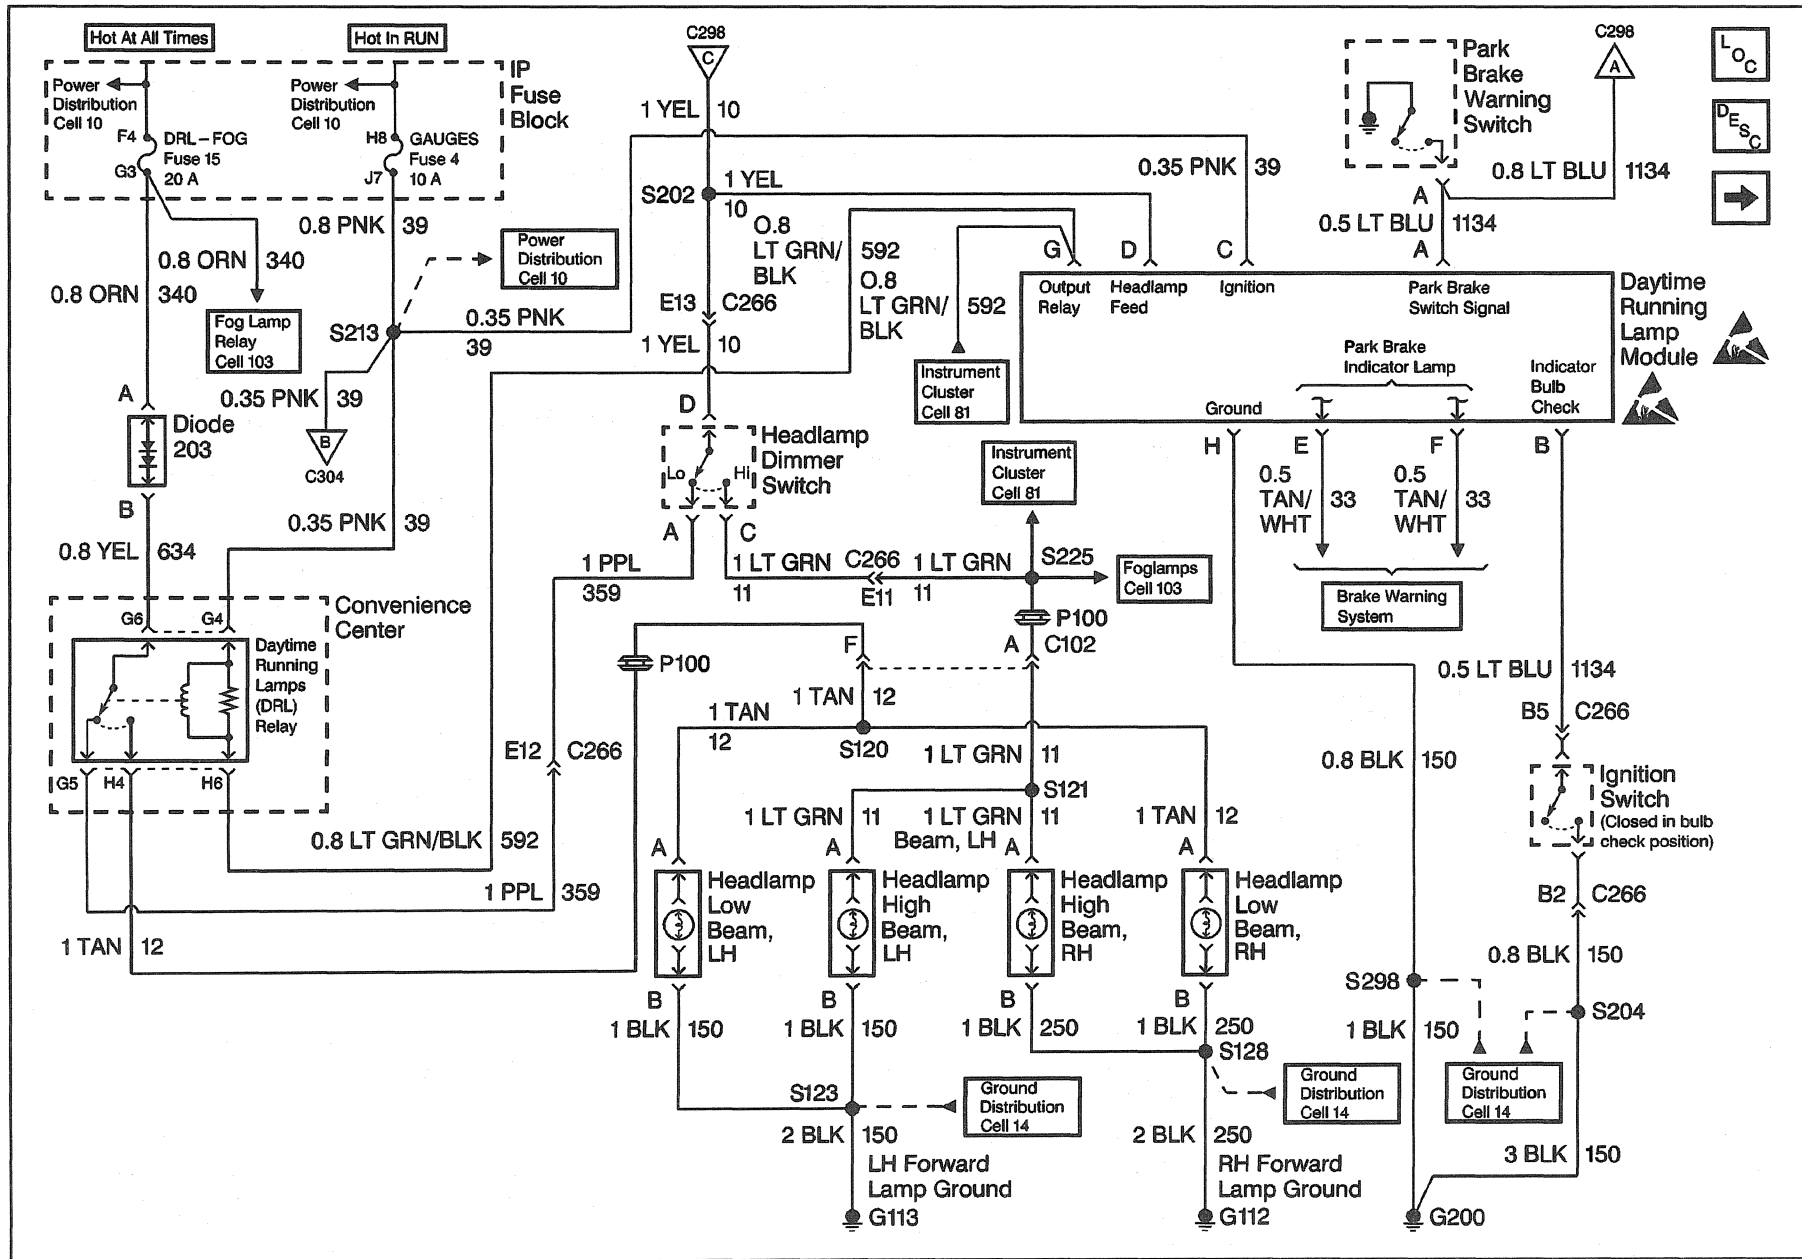 Hot At All Times
Hot In RUN
C298
C
Park
Brake
Warning
Switch
C298
A
LOC
DESC
Power
Distribution
Cell 10
F4
DRL–FOG
Fuse 15
20 A
G3
Power
Distribution
Cell 10
H8
GAUGES
Fuse 4
10 A
J7
IP
Fuse
Block
1 YEL 10
0.35 PNK 39
0.8 LT BLU 1134
A
0.5 LT BLU 1134
A
S202
1 YEL
10
0.8 PNK 39
0.8 ORN 340
0.8 ORN 340
Power
Distribution
Cell 10
O.8
LT GRN/
BLK
592
O.8
LT GRN/
BLK
592
G D C
Output
Relay
Headlamp
Feed
Ignition
Park Brake
Switch Signal
Daytime
Running
Lamp
Module
Park Brake
Indicator Lamp
Indicator
Bulb
Check
Ground
Fog Lamp
Relay
Cell 103
S213
0.35 PNK
39
E13 C266
1 YEL 10
Instrument
Cluster
Cell 81
0.35 PNK 39
B
C304
A
Diode
203
B
D
Headlamp
Dimmer
Switch
Lo Hi
A C
Instrument
Cluster
Cell 81
H E F B
0.5
TAN/
WHT
33
0.5
TAN/
WHT
33
0.35 PNK 39
0.8 YEL 634
1 PPL
359
1 LT GRN
11
C266
E11
1 LT GRN
11
S225
Foglamps
Cell 103
Brake Warning
System
Convenience
Center
G6 G4
Daytime
Running
Lamps
(DRL)
Relay
G5 H4 H6
P100
P100
F A C102
1 TAN 12
1 TAN
12
S120
0.5 LT BLU 1134
B5 C266
E12 C266
1 LT GRN 11
0.8 BLK 150
S121
Ignition
Switch
(Closed in bulb
check position)
1 LT GRN 11
1 LT GRN 11
1 TAN 12
Beam, LH
0.8 LT GRN/BLK 592
1 PPL 359
1 TAN 12
A A A A
Headlamp
Low
Beam,
LH
Headlamp
High
Beam,
LH
Headlamp
High
Beam,
RH
Headlamp
Low
Beam,
RH
B B B B
B2 C266
0.8 BLK 150
S298
S204
1 BLK 150
1 BLK 150
1 BLK 250
1 BLK 250
1 BLK 150
S128
S123
Ground
Distribution
Cell 14
Ground
Distribution
Cell 14
Ground
Distribution
Cell 14
2 BLK 150
2 BLK 250
3 BLK 150
LH Forward
Lamp Ground
G113
RH Forward
Lamp Ground
G112
G200